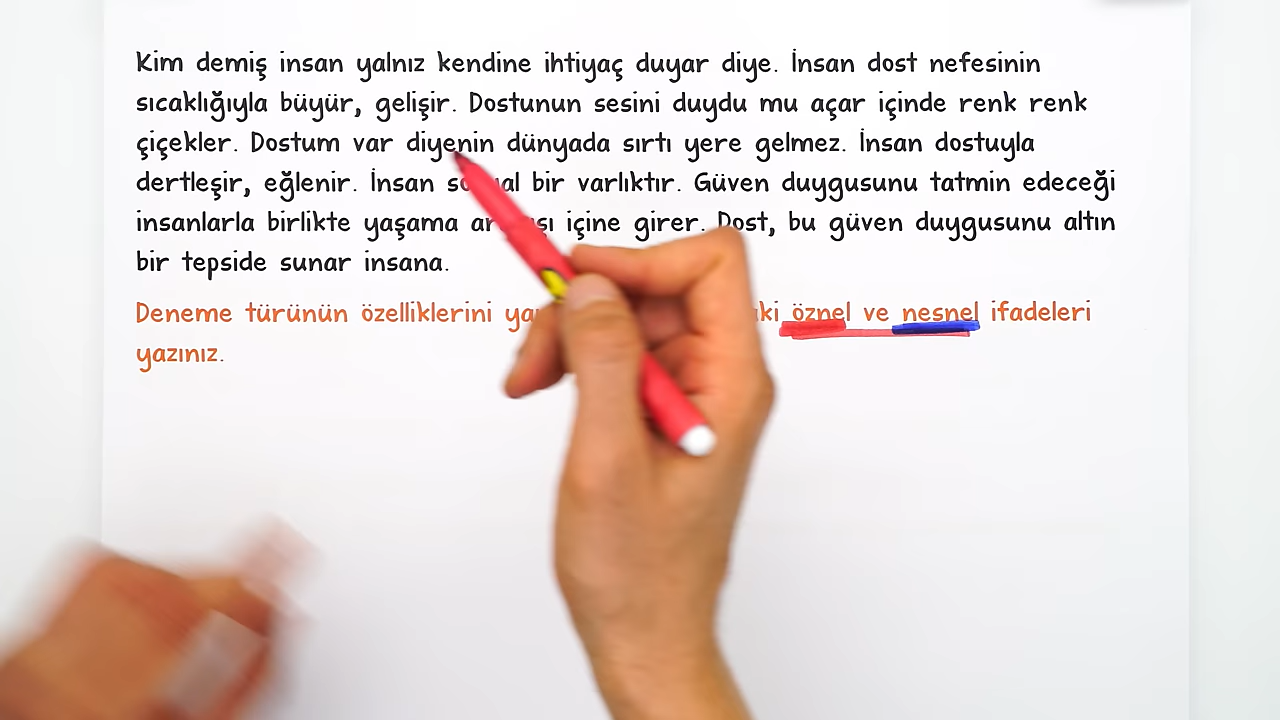 Kim demiş insan yalnız kendine ihtiyaç duyar diye. İnsan dost nefesinin
sıcaklığıyla büyür, gelişir. Dostunun sesini duydu mu açar içinde renk renk
çiçekler. Dostum var diyenin dünyada sırtı yere gelmez. İnsan dostuyla
dertleşir, eğlenir. İnsan bir varlıktır. Güven duygusunu tatmin edeceği
insanlarla birlikte yaşama içine girer. Dost, bu güven duygusunu altın
bir tepside sunar insana.
Deneme türünün özelliklerini öznel ve nesnel ifadeleri
yazınız.